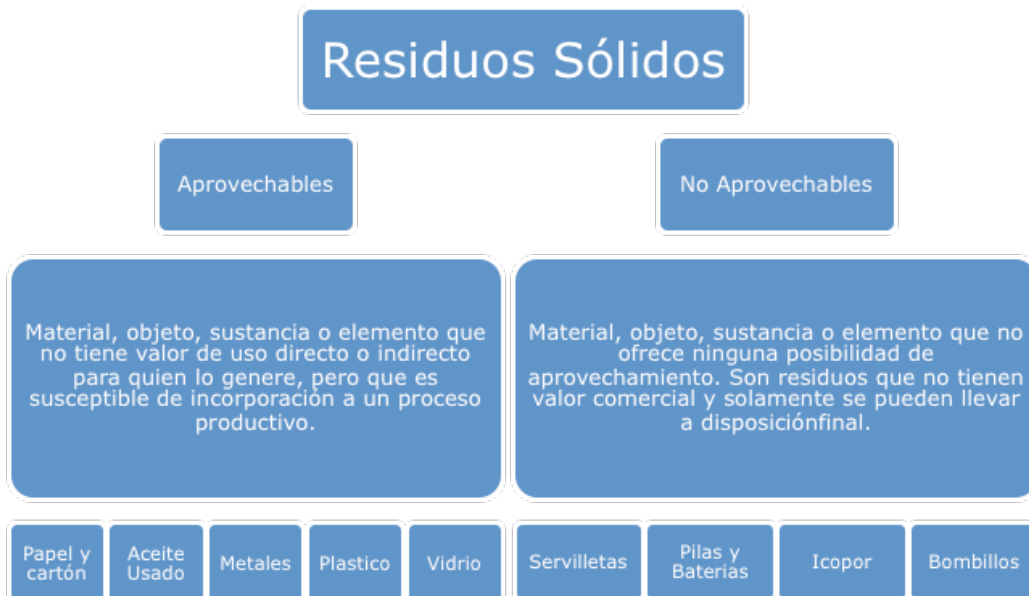 Residuos Sólidos
Aprovechables
No Aprovechables
Material, objeto, sustancia o elemento que
no tiene valor de uso directo o indirecto
para quien lo genere, pero que es
susceptible de incorporación a un proceso
productivo.
Material, objeto, sustancia o elemento que no
ofrece ninguna posibilidad de
aprovechamiento. Son residuos que no tienen
valor comercial y solamente se pueden llevar
a disposiciónfinal.
Papel y
cartón
Aceite
Usado
Metales
Plastico
Vidrio
Servilletas
Pilas y
Baterias
Icopor
Bombillos